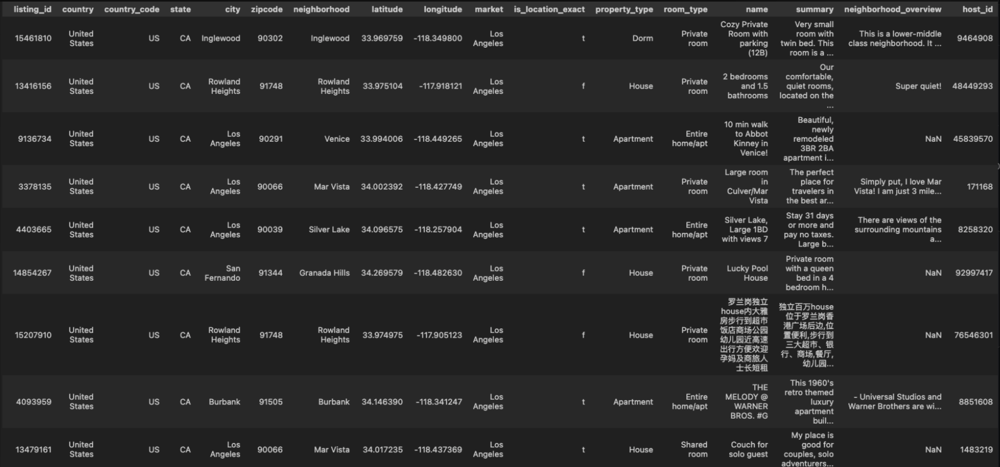 listing_id country country_code state city zipcode neighborhood latitude longitude market is_location_exact property_type room_type name summary neighborhood_overview host_id
15461810
United
States
US
CA
Inglewood
90302
Inglewood
33.969759
-118.349800
Los
Angeles
t
Dorm
Private
room
Cozy Private
Room with
parking
(12B)
Very small
room with
twin bed. This
room is a ...
This is a lower-middle
class neighborhood. It ...
9464908
13416156
United
States
US
CA
Rowland
Heights
91748
Rowland
Heights
33.975104
-117.918121
Los
Angeles
f
House
Private
room
2 bedrooms
and 1.5
bathrooms
Our
comfortable,
quiet rooms,
located on the
...
Super quiet!
48449293
9136734
United
States
US
CA
Los
Angeles
90291
Venice
33.994006
-118.449265
Los
Angeles
t
Apartment
Entire
home/apt
10 min walk
to Abbot
Kinney in
Venice!
Beautiful,
newly
remodeled
3BR 2BA
apartment i...
NaN
45839570
3378135
United
States
US
CA
Los
Angeles
90066
Mar Vista
34.002392
-118.427749
Los
Angeles
t
Apartment
Private
room
Large room
in
Culver/Mar
Vista
The perfect
place for
travelers in
the best ar...
Simply put, I love Mar
Vista! I am just 3 mile...
171168
4403665
United
States
US
CA
Los
Angeles
90039
Silver Lake
34.096575
-118.257904
Los
Angeles
t
Apartment
Entire
home/apt
Silver Lake,
Large 1BD
with views 7
Stay 31 days
or more and
pay no taxes.
Large b...
There are views of the
surrounding mountains
a...
8258320
14854267
United
States
US
CA
San
Fernando
91344
Granada Hills
34.269579
-118.482630
Los
Angeles
f
House
Private
room
Lucky Pool
House
Private room
with a queen
bed in a 4
bedroom h...
NaN
92997417
15207910
United
States
US
CA
Rowland
Heights
91748
Rowland
Heights
33.974975
-117.905123
Los
Angeles
f
House
Private
room
罗兰岗独立
house内大雅
房步行到超市
饭店商场公园
幼儿园近高速
出行方便欢迎
孕妈及商旅人
士长短租
独立百万house
位于罗兰岗香
港广场后边,位
置便利,步行到
三大超市、银
行、商场,餐厅,
幼儿园...
NaN
76546301
4093959
United
States
US
CA
Burbank
91505
Burbank
34.146390
-118.341247
Los
Angeles
t
Apartment
Entire
home/apt
THE
MELODY @
WARNER
BROS. #G
This 1960's
retro themed
luxury
apartment
buil...
- Universal Studios and
Warner Brothers are wi...
8851608
13479161
United
States
US
CA
Los
Angeles
90066
Mar Vista
34.017235
-118.437369
Los
Angeles
t
House
Shared
room
Couch for
solo guest
My place is
good for
couples, solo
adventurers...
NaN
1483219